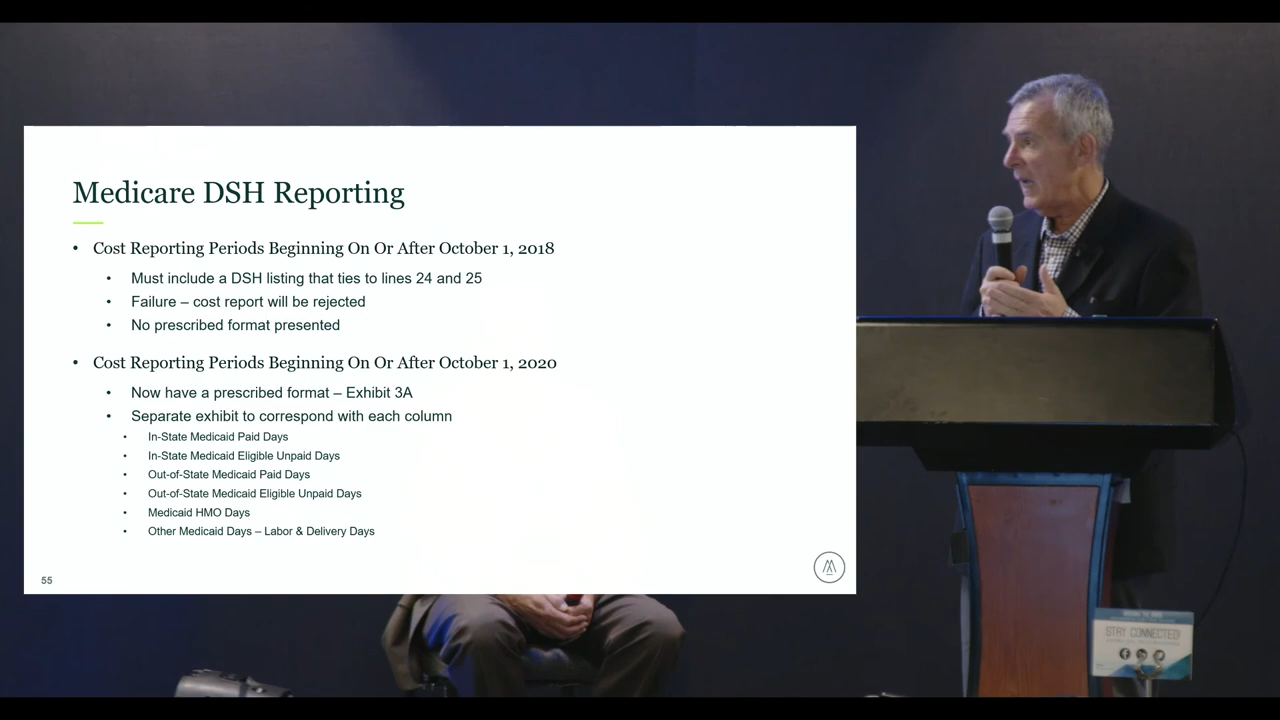 Medicare DSH Reporting
• Cost Reporting Periods Beginning On Or After October 1, 2018
• Must include a DSH listing that ties to lines 24 and 25
• Failure – cost report will be rejected
• No prescribed format presented
• Cost Reporting Periods Beginning On Or After October 1, 2020
• Now have a prescribed format – Exhibit 3A
• Separate exhibit to correspond with each column
• In-State Medicaid Paid Days
• In-State Medicaid Eligible Unpaid Days
• Out-of-State Medicaid Paid Days
• Out-of-State Medicaid Eligible Unpaid Days
• Medicaid HMO Days
• Other Medicaid Days – Labor & Delivery Days
55
STAY CONNECTED!